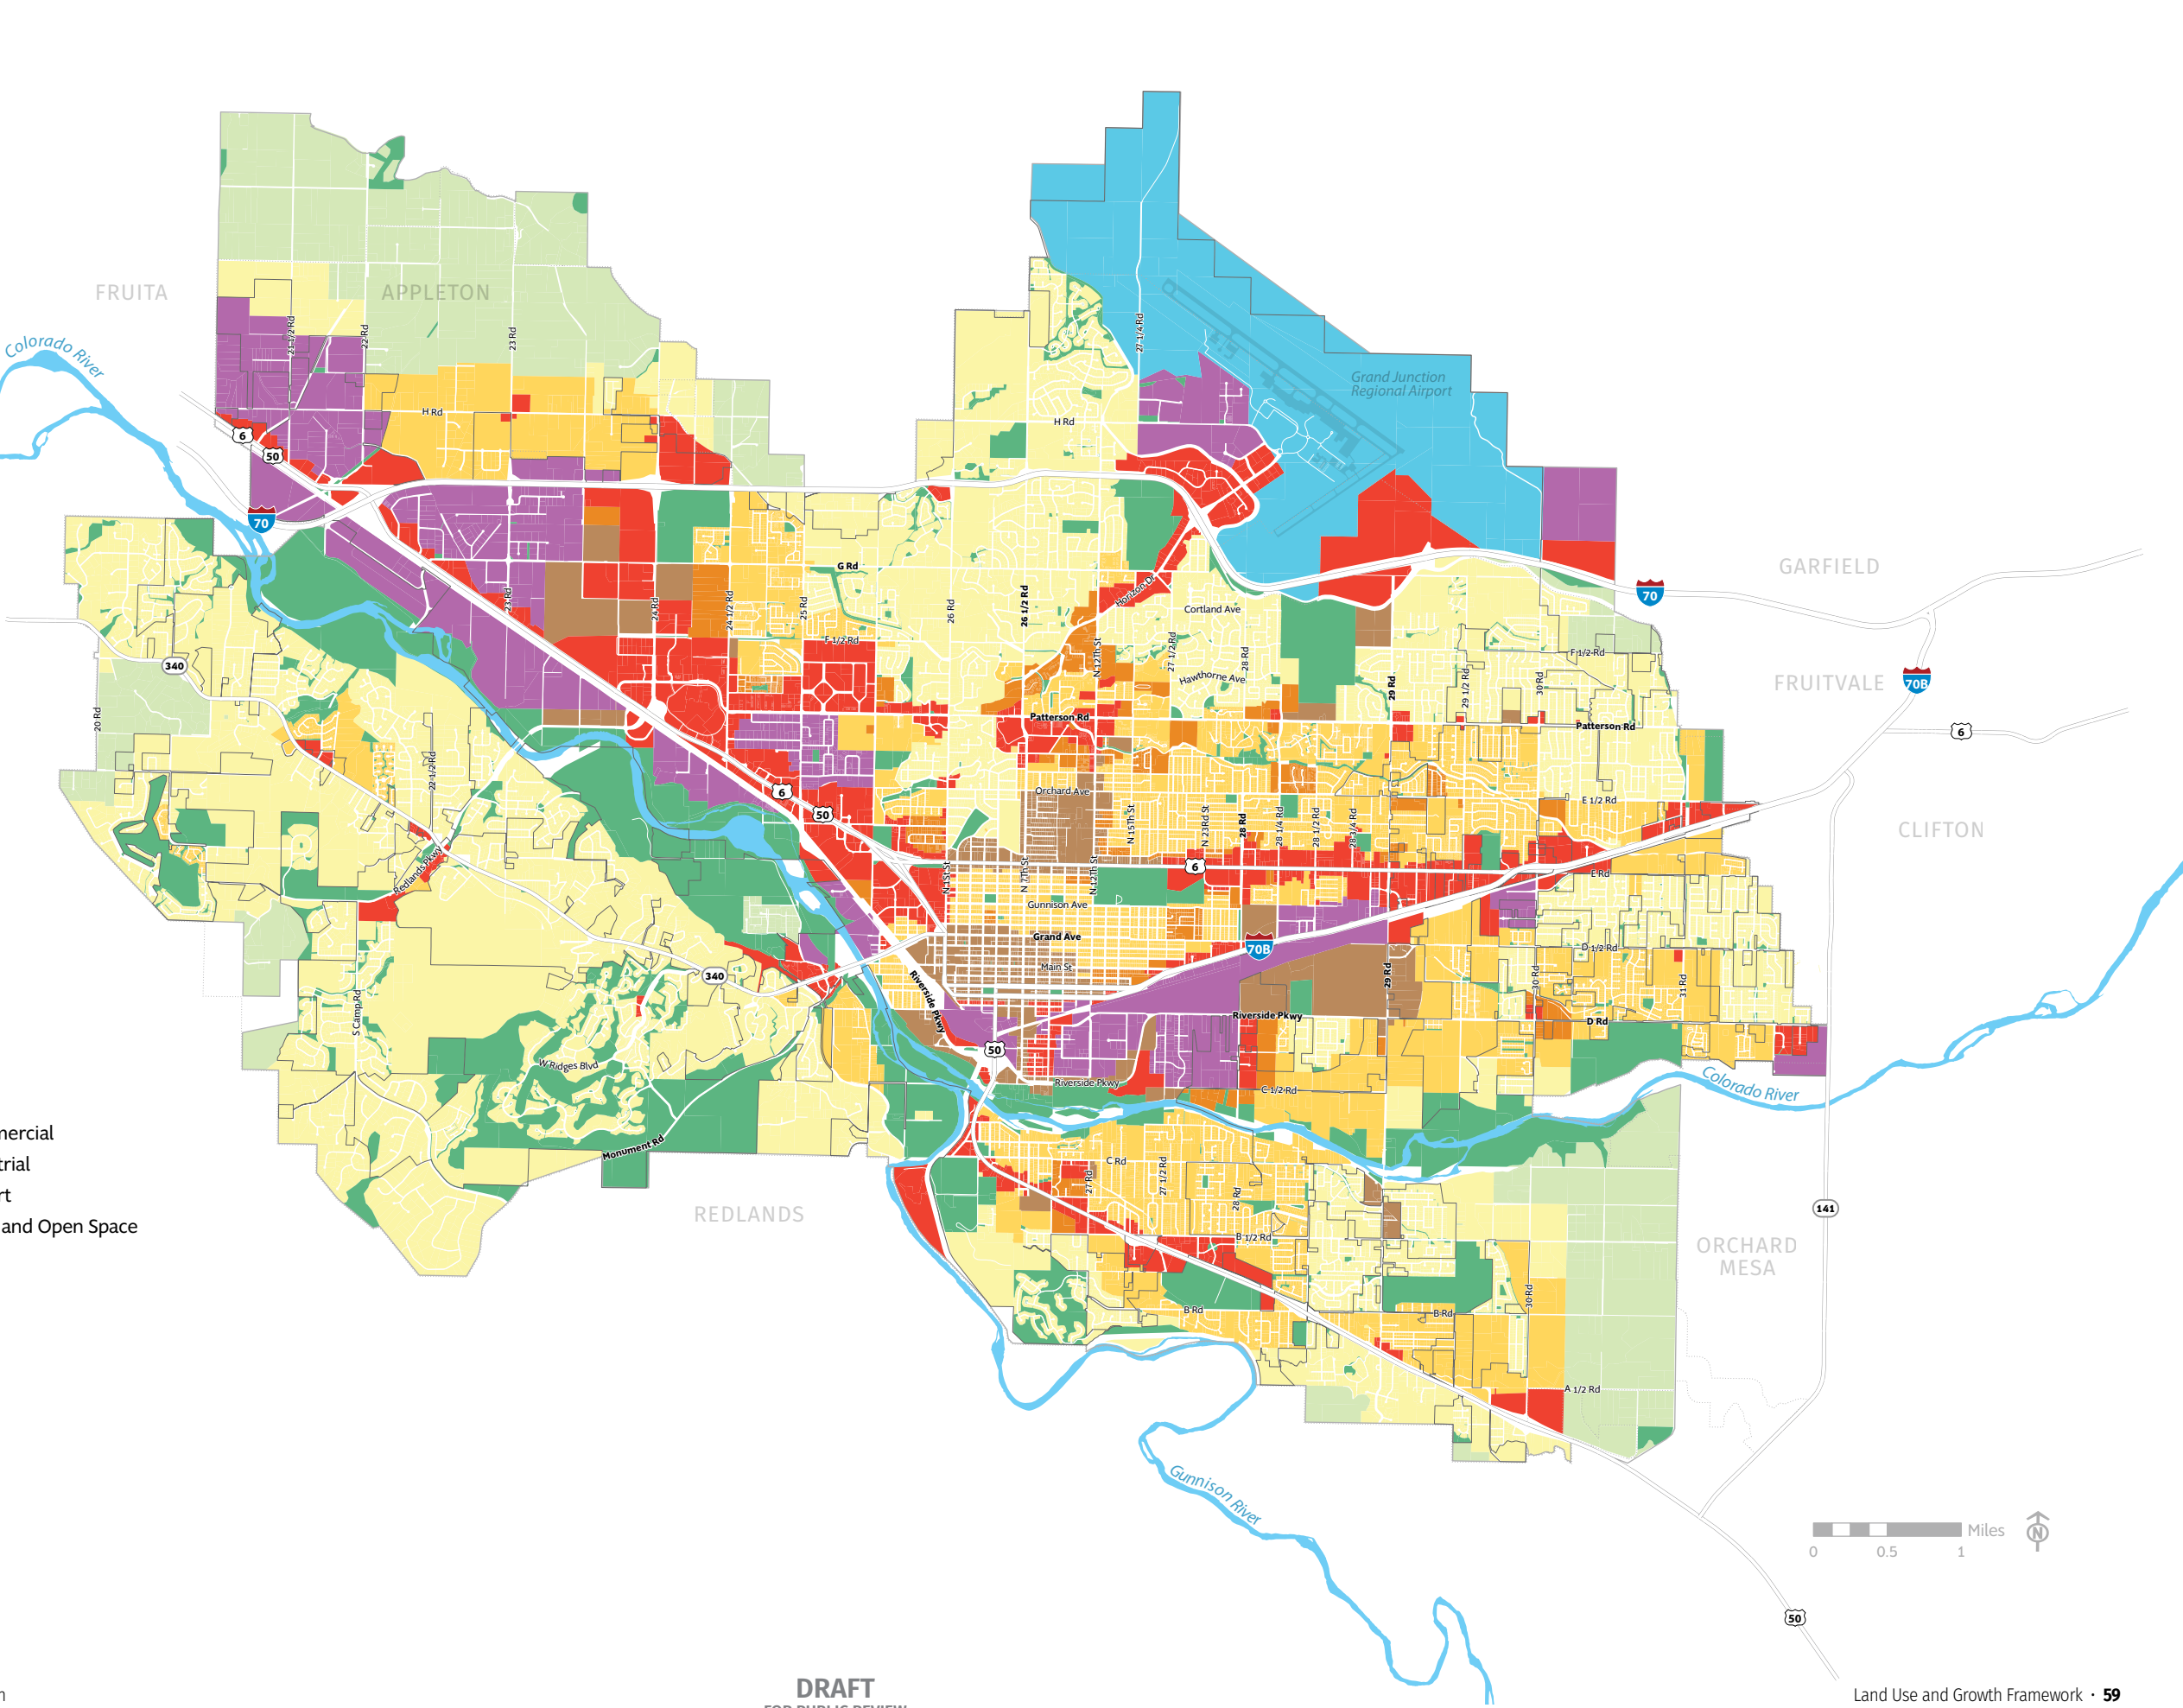 FRUITA
APPLETON
Colorado River
21 1/2 Rd
22 Rd
23 Rd
27 1/4 Rd
Grand Junction
Regional Airport
H Rd
H Rd
6
50
70
GARFIELD
G Rd
70
Horizon Dr
Cortland Ave
23 Rd
24 Rd
24 1/2 Rd
25 Rd
26 Rd
26 1/2 Rd
F 1/2 Rd
N 12Th St
27 1/2 Rd
28 Rd
F 1/2 Rd
340
Hawthorne Ave
29 Rd
29 1/2 Rd
30 Rd
FRUITVALE
70B
20 Rd
Patterson Rd
Patterson Rd
6
22 1/2 Rd
6
50
Orchard Ave
E 1/2 Rd
N 15Th St
N 23Rd St
28 Rd
28 1/4 Rd
28 1/2 Rd
28 3/4 Rd
CLIFTON
Redlands Pkwy
N 1St St
N 7Th St
N 12Th St
6
E Rd
Gunnison Ave
Grand Ave
70B
D 1/2 Rd
Main St
340
29 Rd
30 Rd
31 Rd
S Camp Rd
Riverside Pkwy
Riverside Pkwy
D Rd
50
W Ridges Blvd
Riverside Pkwy
C 1/2 Rd
Colorado River
mercial
Monument Rd
trial
C Rd
27 Rd
27 1/2 Rd
28 Rd
rt
141
and Open Space
REDLANDS
B 1/2 Rd
ORCHARD
MESA
30 Rd
B Rd
B Rd
A 1/2 Rd
Gunnison River
Miles
N
0
0.5
1
50
DRAFT
FOR PUBLIC REVIEW
Land Use and Growth Framework · 59